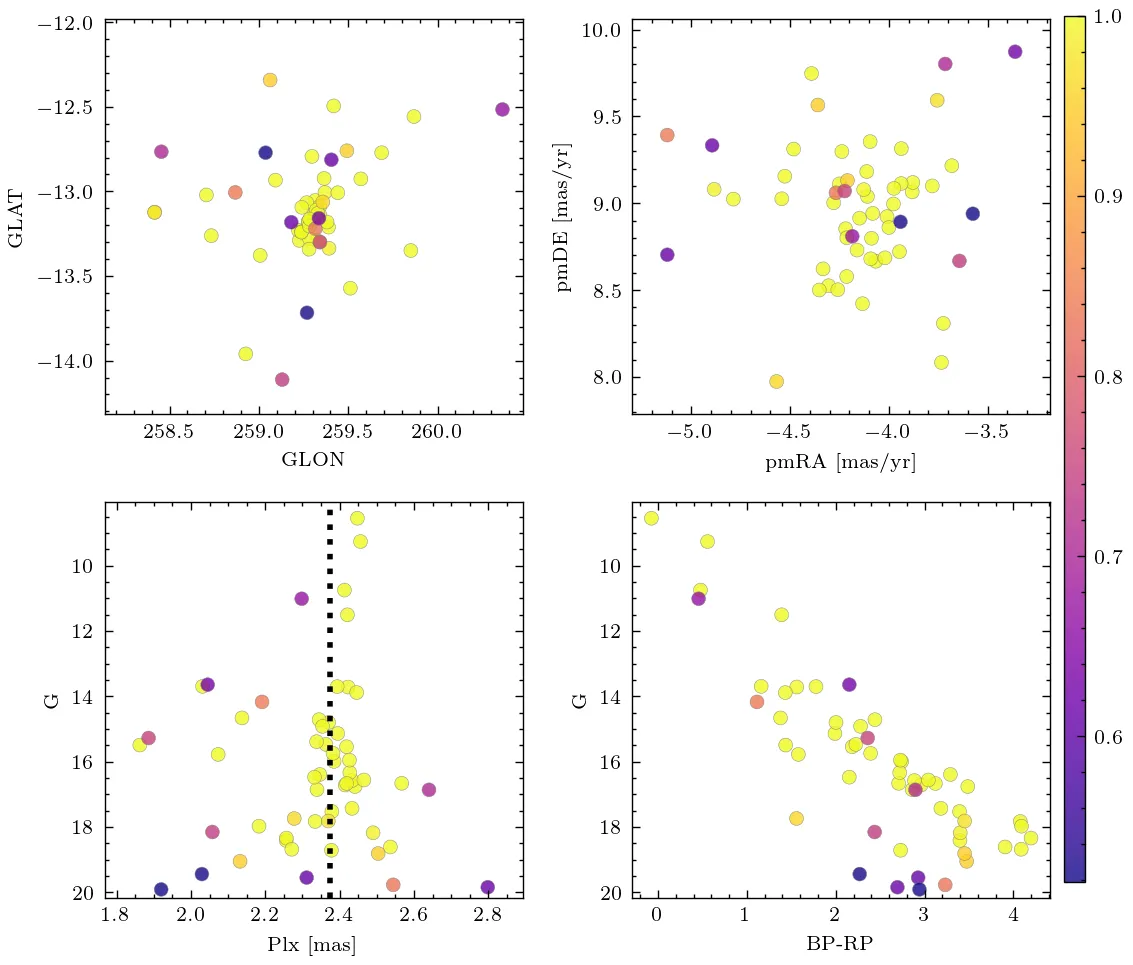 −12.0
−12.5
−13.0
−13.5
−14.0
GLAT
258.5 259.0 259.5 260.0
GLON
10.0
9.5
9.0
8.5
8.0
pmDE [mas/yr]
−5.0 −4.5 −4.0 −3.5
pmRA [mas/yr]
1.0
0.9
0.8
0.7
0.6
10
12
14
16
18
20
G
1.8 2.0 2.2 2.4 2.6 2.8
Plx [mas]
10
12
14
16
18
20
G
0 1 2 3 4
BP-RP